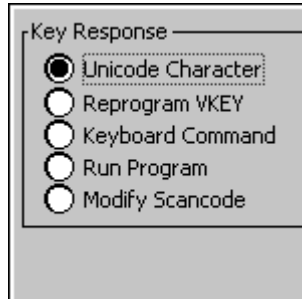 Key Response
Unicode Character
Reprogram VKEY
Keyboard Command
Run Program
Modify Scancode